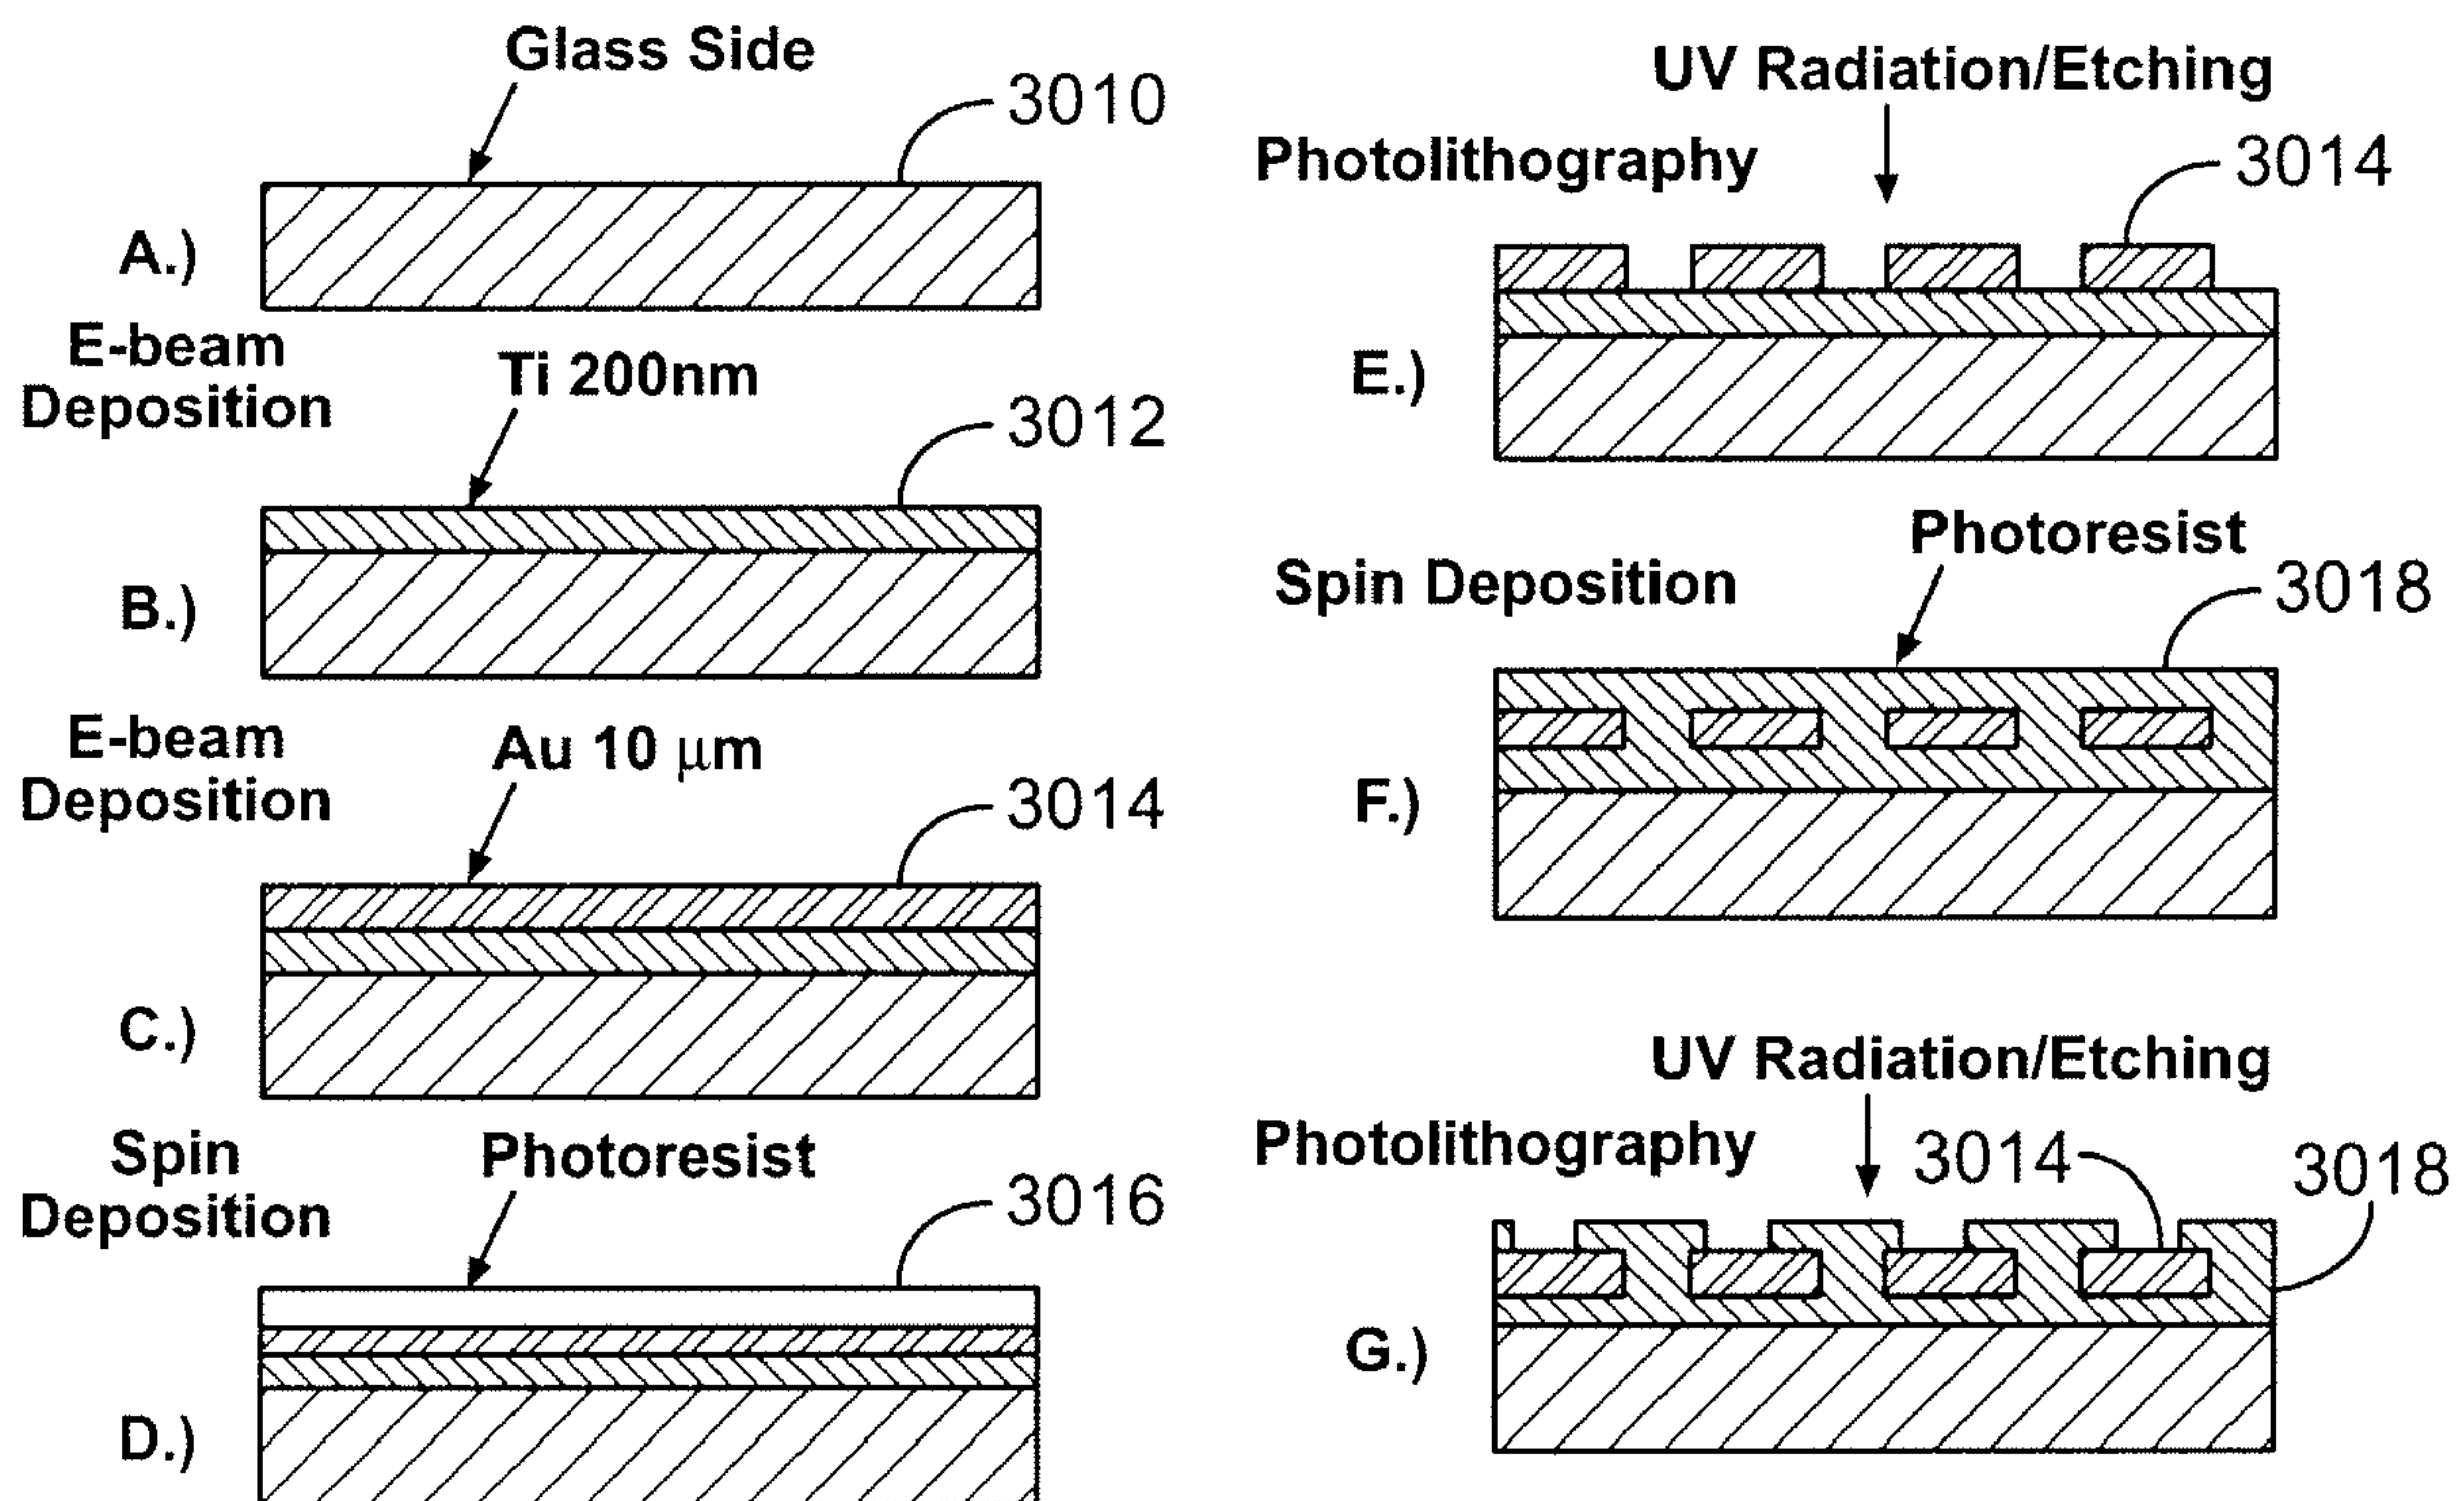 Glass Side
3010
A.)
E-beam
Deposition
Ti 200nm
3012
B.)
E-beam
Deposition
Au 10 μm
3014
C.)
Spin
Deposition
Photoresist
3016
D.)
UV Radiation/Etching
Photolithography
3014
E.)
Photoresist
Spin Deposition
3018
F.)
UV Radiation/Etching
Photolithography
3014
3018
G.)